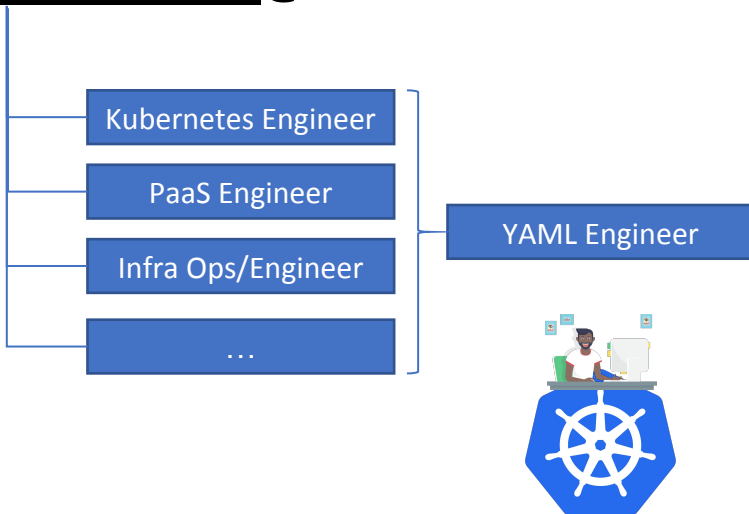 Kubernetes Engineer
PaaS Engineer
YAML Engineer
Infra Ops/Engineer
…